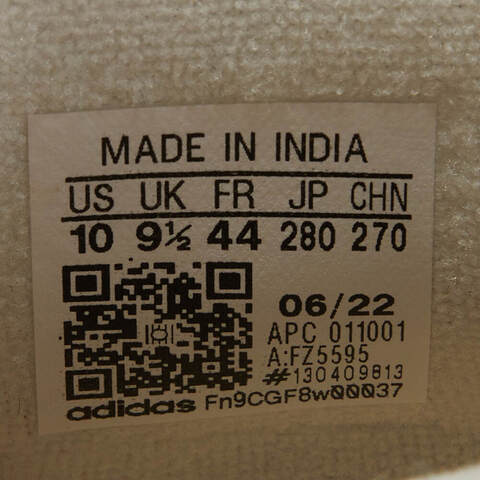 MADE IN INDIA
US UK FR JP CHN
10 9½ 44 280 270
06/22
APC 011001
A:FZ5595
#130409813
adidas Fn9CGF8w00037